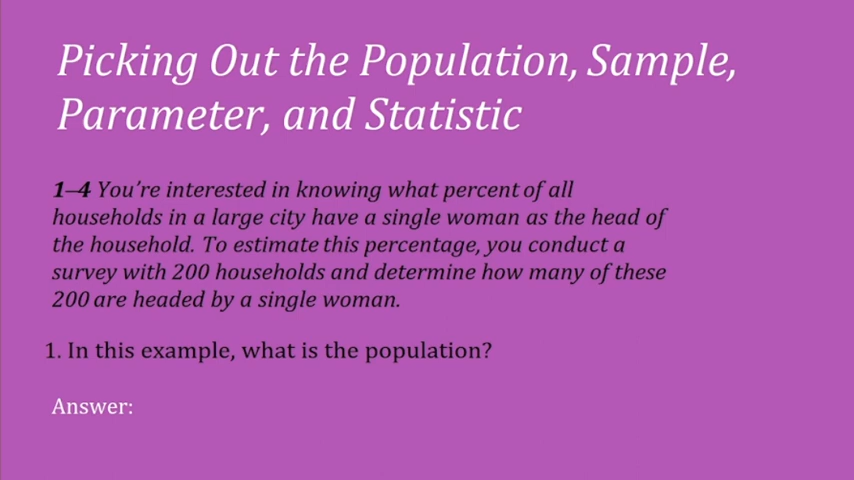 Picking Out the Population, Sample,
Parameter, and Statistic
1–4 You're interested in knowing what percent of all
households in a large city have a single woman as the head of
the household. To estimate this percentage, you conduct a
survey with 200 households and determine how many of these
200 are headed by a single woman.
1. In this example, what is the population?
Answer: